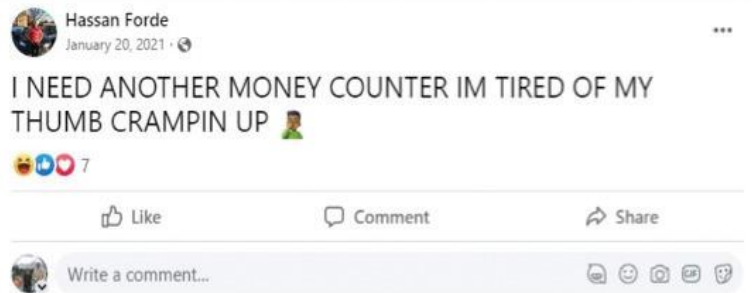 Hassan Forde
January 20, 2021 ·
I NEED ANOTHER MONEY COUNTER IM TIRED OF MY
THUMB CRAMPIN UP 🤦🏾‍♂️
7
Like Comment Share
Write a comment... GIF